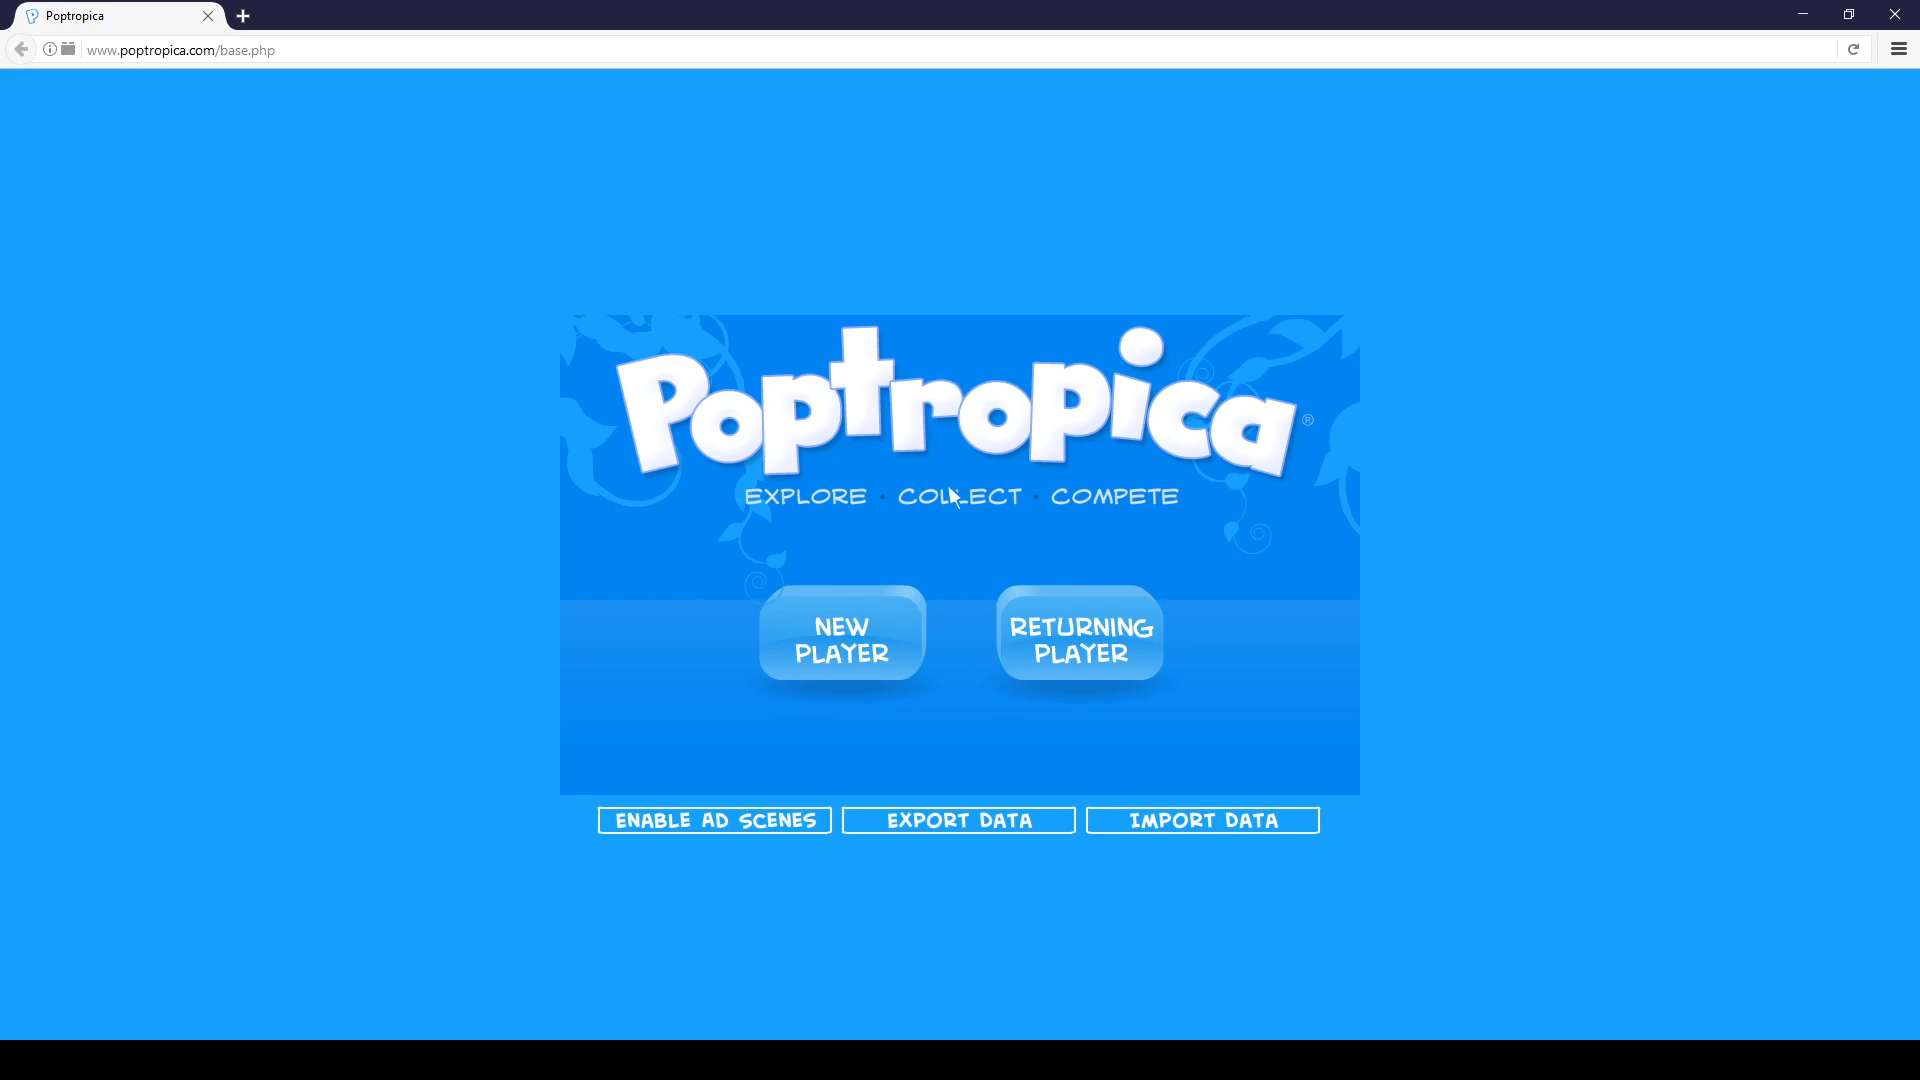 Poptropica
www.poptropica.com/base.php
Poptropica®
EXPLORE · COLLECT · COMPETE
NEW PLAYER
RETURNING PLAYER
ENABLE AD SCENES
EXPORT DATA
IMPORT DATA